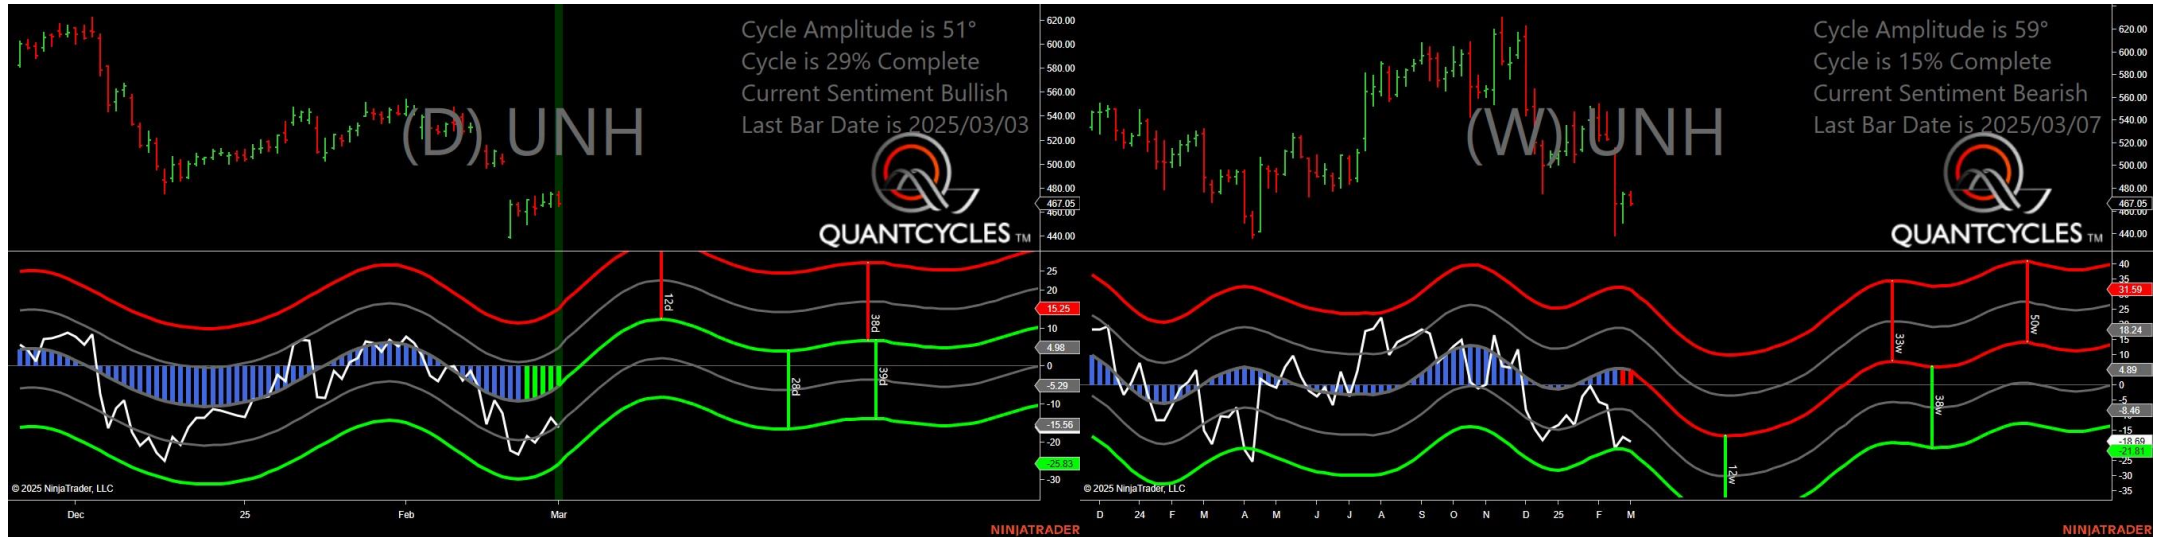 Cycle Amplitude is 51°
Cycle is 29% Complete
Current Sentiment Bullish
Last Bar Date is 2025/03/03
(D) UNH
QUANTCYCLES TM
620.00
600.00
580.00
560.00
540.00
520.00
500.00
480.00
467.05
460.00
440.00
12d
28d
38d
39d
25
20
15.25
10
4.98
0
-5.29
-10
-15.56
-20
-25.83
-30
© 2025 NinjaTrader, LLC
Dec 25 Feb Mar
NINJATRADER
Cycle Amplitude is 59°
Cycle is 15% Complete
Current Sentiment Bearish
Last Bar Date is 2025/03/07
(W) UNH
QUANTCYCLES TM
620.00
600.00
580.00
560.00
540.00
520.00
500.00
480.00
467.05
460.00
440.00
12w
33w
38w
50w
40
35
31.59
25
18.24
15
10
4.89
0
-5
-8.46
-15
-18.69
-21.81
-25
-30
-35
© 2025 NinjaTrader, LLC
D 24 F M A M J J A S O N D 25 F M
NINJATRADER